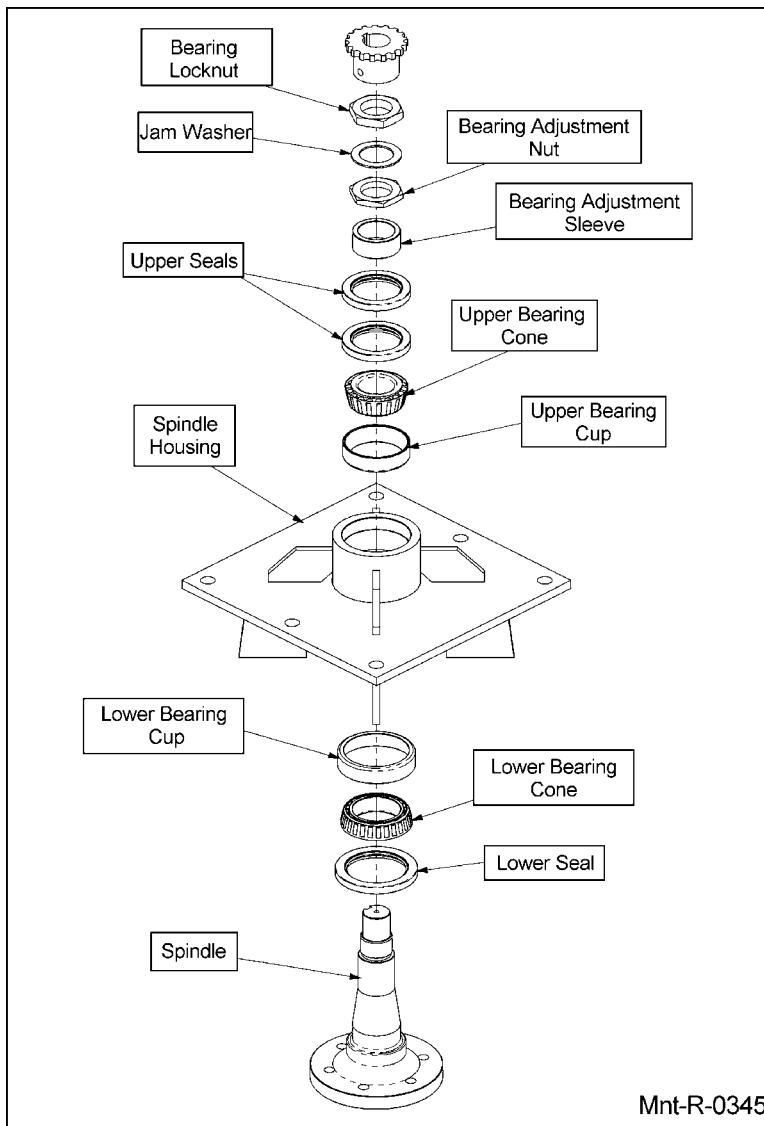 Bearing
Locknut
Jam Washer
Bearing Adjustment
Nut
Bearing Adjustment
Sleeve
Upper Seals
Upper Bearing
Cone
Spindle
Housing
Upper Bearing
Cup
Lower Bearing
Cup
Lower Bearing
Cone
Lower Seal
Spindle
Mnt-R-0345